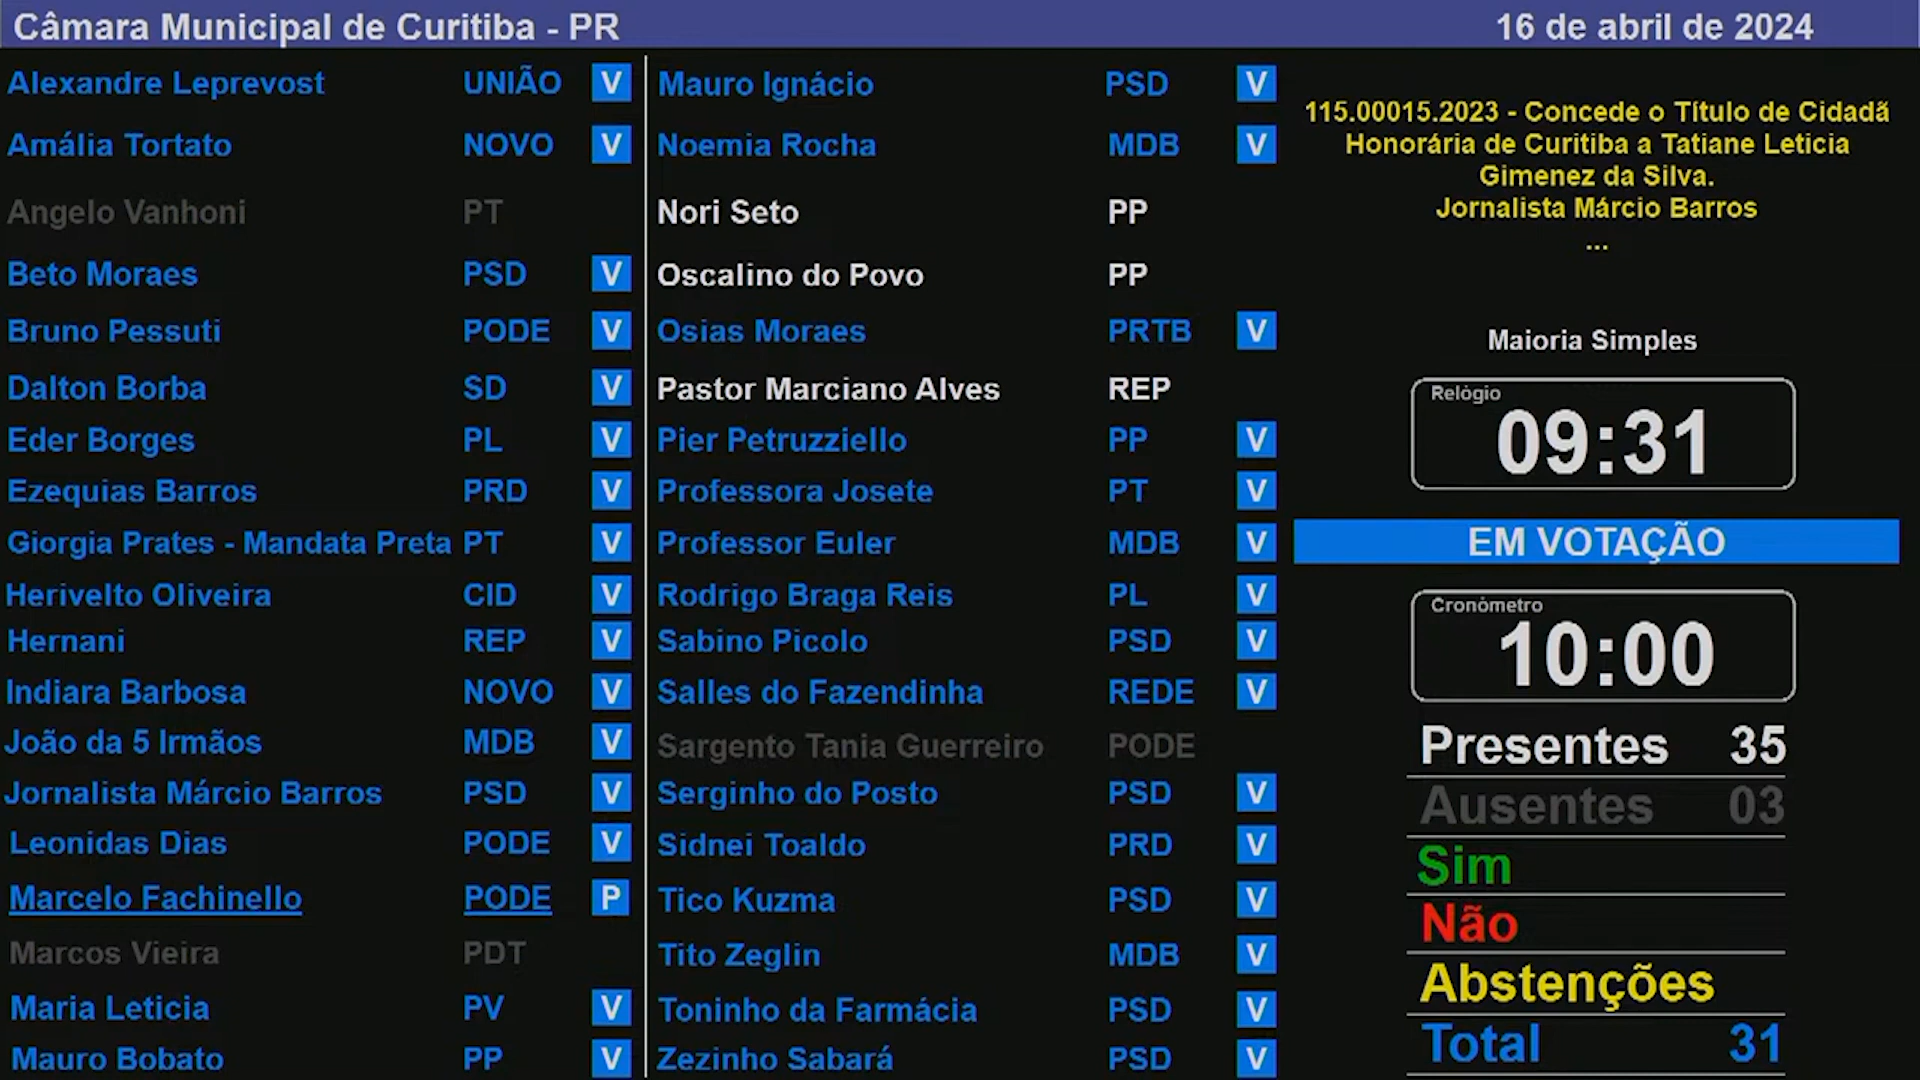 Câmara Municipal de Curitiba - PR 16 de abril de 2024
Alexandre Leprevost UNIÃO V
Amália Tortato NOVO V
Angelo Vanhoni PT
Beto Moraes PSD V
Bruno Pessuti PODE V
Dalton Borba SD V
Eder Borges PL V
Ezequias Barros PRD V
Giorgia Prates - Mandata Preta PT V
Herivelto Oliveira CID V
Hernani REP V
Indiara Barbosa NOVO V
João da 5 Irmãos MDB V
Jornalista Márcio Barros PSD V
Leonidas Dias PODE V
Marcelo Fachinello PODE P
Marcos Vieira PDT
Maria Leticia PV V
Mauro Bobato PP V
Mauro Ignácio PSD V
Noemia Rocha MDB V
Nori Seto PP
Oscalino do Povo PP
Osias Moraes PRTB V
Pastor Marciano Alves REP
Pier Petruzziello PP V
Professora Josete PT V
Professor Euler MDB V
Rodrigo Braga Reis PL V
Sabino Picolo PSD V
Salles do Fazendinha REDE V
Sargento Tania Guerreiro PODE
Serginho do Posto PSD V
Sidnei Toaldo PRD V
Tico Kuzma PSD V
Tito Zeglin MDB V
Toninho da Farmácia PSD V
Zezinho Sabará PSD V
115.00015.2023 - Concede o Título de Cidadã
Honorária de Curitiba a Tatiane Leticia
Gimenez da Silva.
Jornalista Márcio Barros
...
Maioria Simples
Relógio
09:31
EM VOTAÇÃO
Cronómetro
10:00
Presentes 35
Ausentes 03
Sim
Não
Abstenções
Total 31